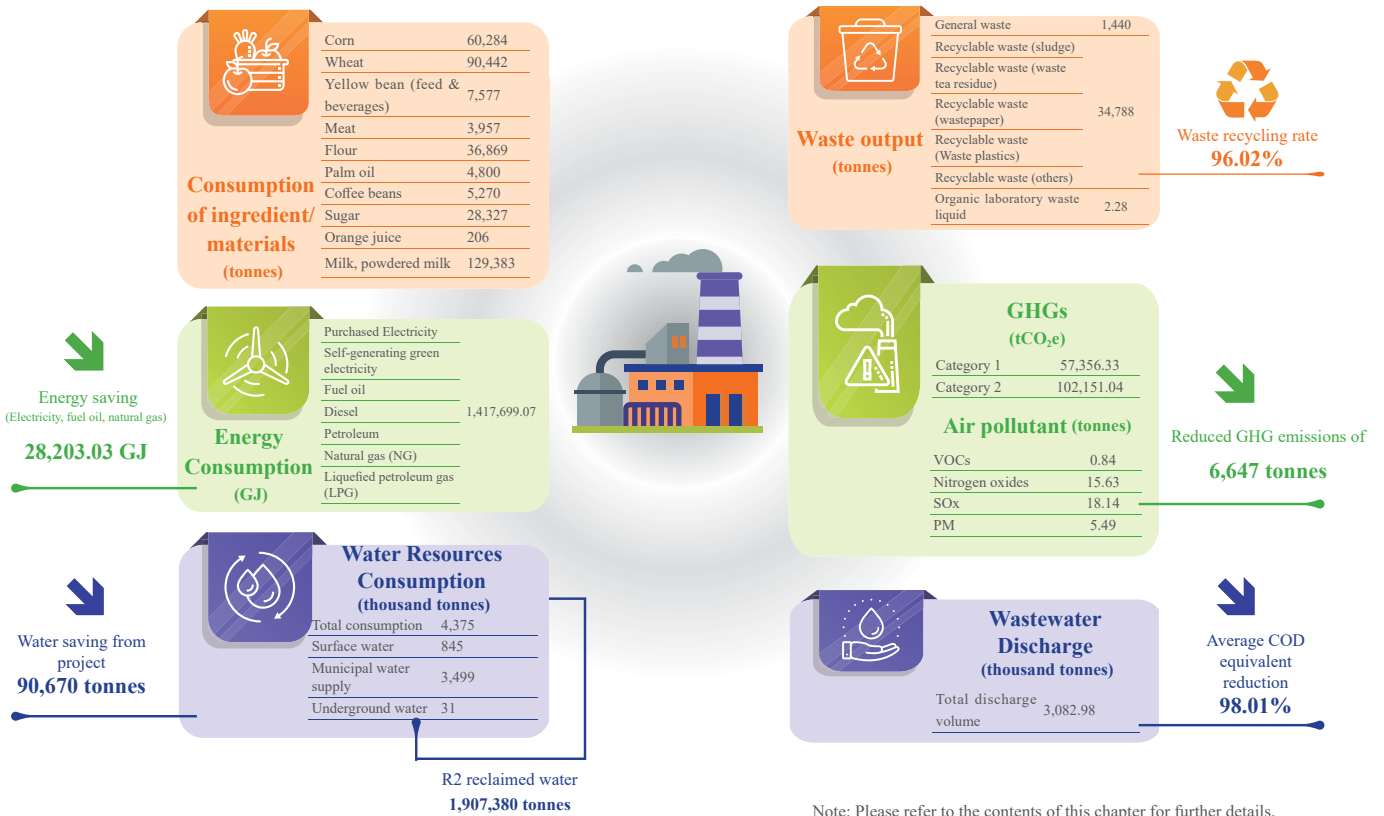 Consumption
of ingredient/
materials
(tonnes)
Corn 60,284
Wheat 90,442
Yellow bean (feed &
beverages) 7,577
Meat 3,957
Flour 36,869
Palm oil 4,800
Coffee beans 5,270
Sugar 28,327
Orange juice 206
Milk, powdered milk 129,383
Energy saving
(Electricity, fuel oil, natural gas)
28,203.03 GJ
Energy
Consumption
(GJ)
Purchased Electricity
Self-generating green
electricity
Fuel oil
Diesel 1,417,699.07
Petroleum
Natural gas (NG)
Liquefied petroleum gas
(LPG)
Water saving from
project
90,670 tonnes
Water Resources
Consumption
(thousand tonnes)
Total consumption 4,375
Surface water 845
Municipal water
supply 3,499
Underground water 31
R2 reclaimed water
1,907,380 tonnes
Waste output
(tonnes)
General waste 1,440
Recyclable waste (sludge)
Recyclable waste (waste
tea residue)
Recyclable waste
(wastepaper) 34,788
Recyclable waste
(Waste plastics)
Recyclable waste (others)
Organic laboratory waste
liquid 2.28
Waste recycling rate
96.02%
GHGs
(tCO₂e)
Category 1 57,356.33
Category 2 102,151.04
Air pollutant (tonnes)
VOCs 0.84
Nitrogen oxides 15.63
SOx 18.14
PM 5.49
Reduced GHG emissions of
6,647 tonnes
Wastewater
Discharge
(thousand tonnes)
Total discharge
volume 3,082.98
Average COD
equivalent
reduction
98.01%
Note: Please refer to the contents of this chapter for further details.